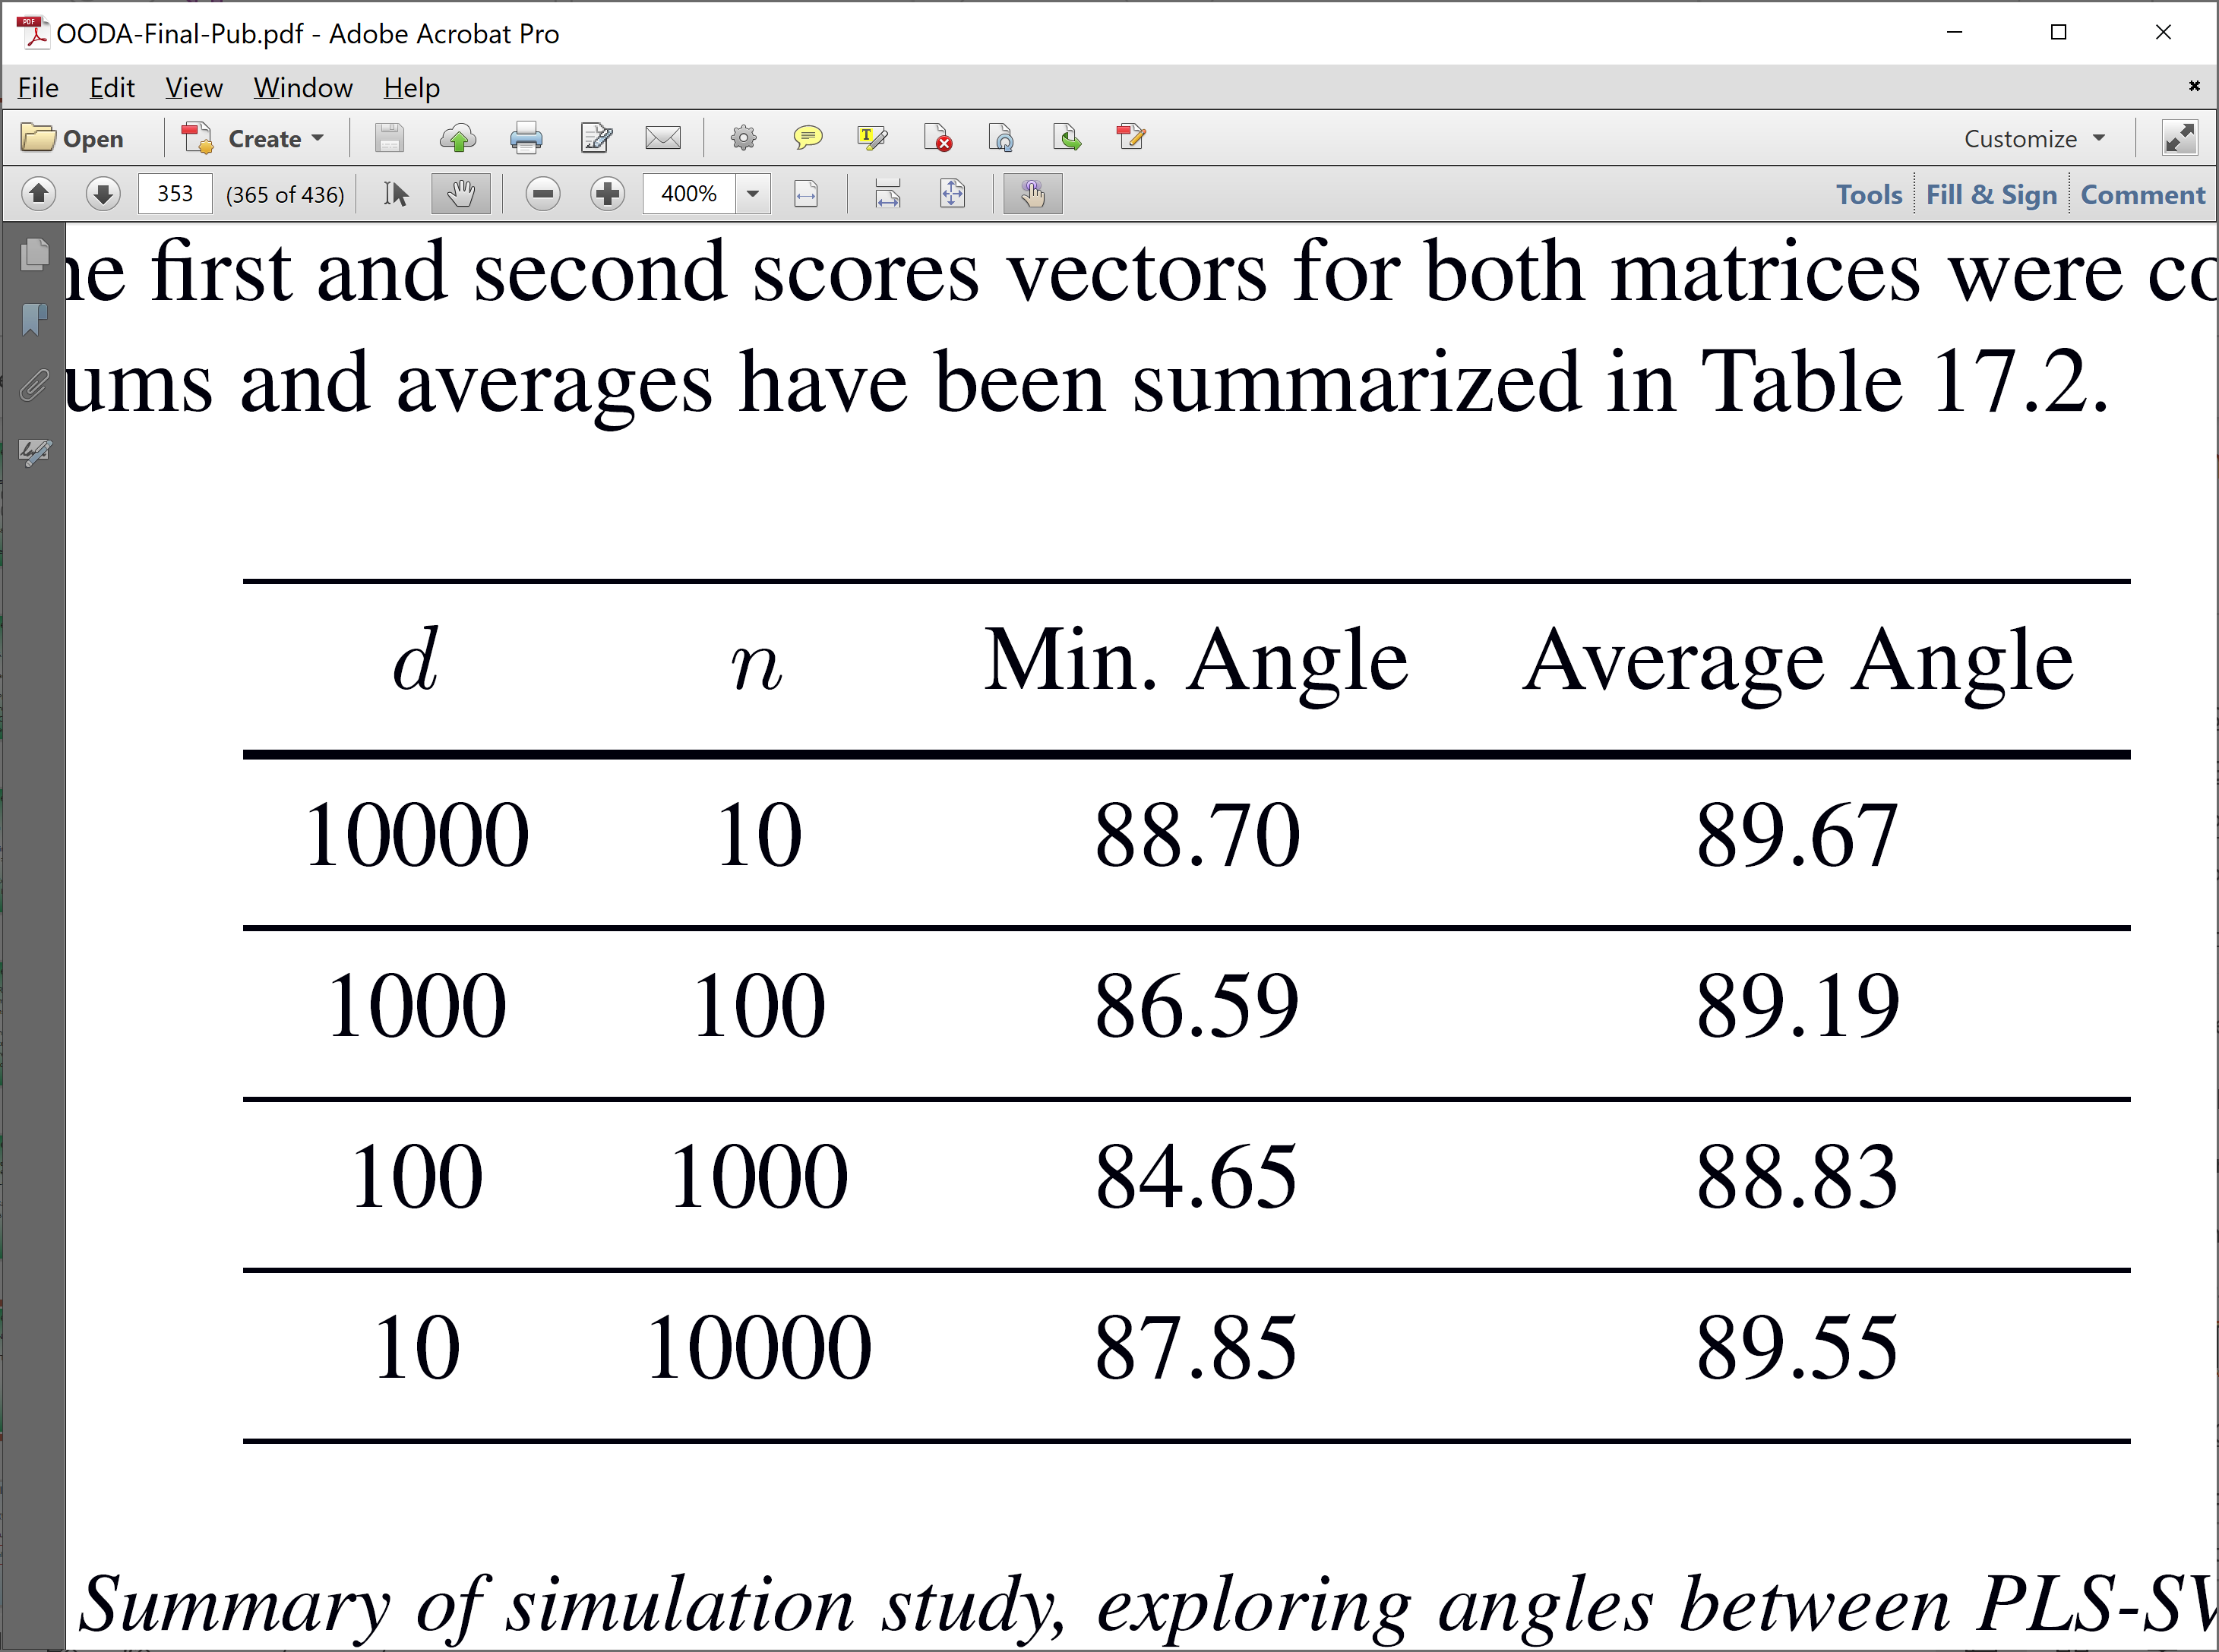 OODA-Final-Pub.pdf - Adobe Acrobat Pro
File Edit View Window Help
Open Create Customize
353 (365 of 436) 400% Tools Fill & Sign Comment
he first and second scores vectors for both matrices were co
ums and averages have been summarized in Table 17.2.
d n Min. Angle Average Angle
10000 10 88.70 89.67
1000 100 86.59 89.19
100 1000 84.65 88.83
10 10000 87.85 89.55
Summary of simulation study, exploring angles between PLS-SV